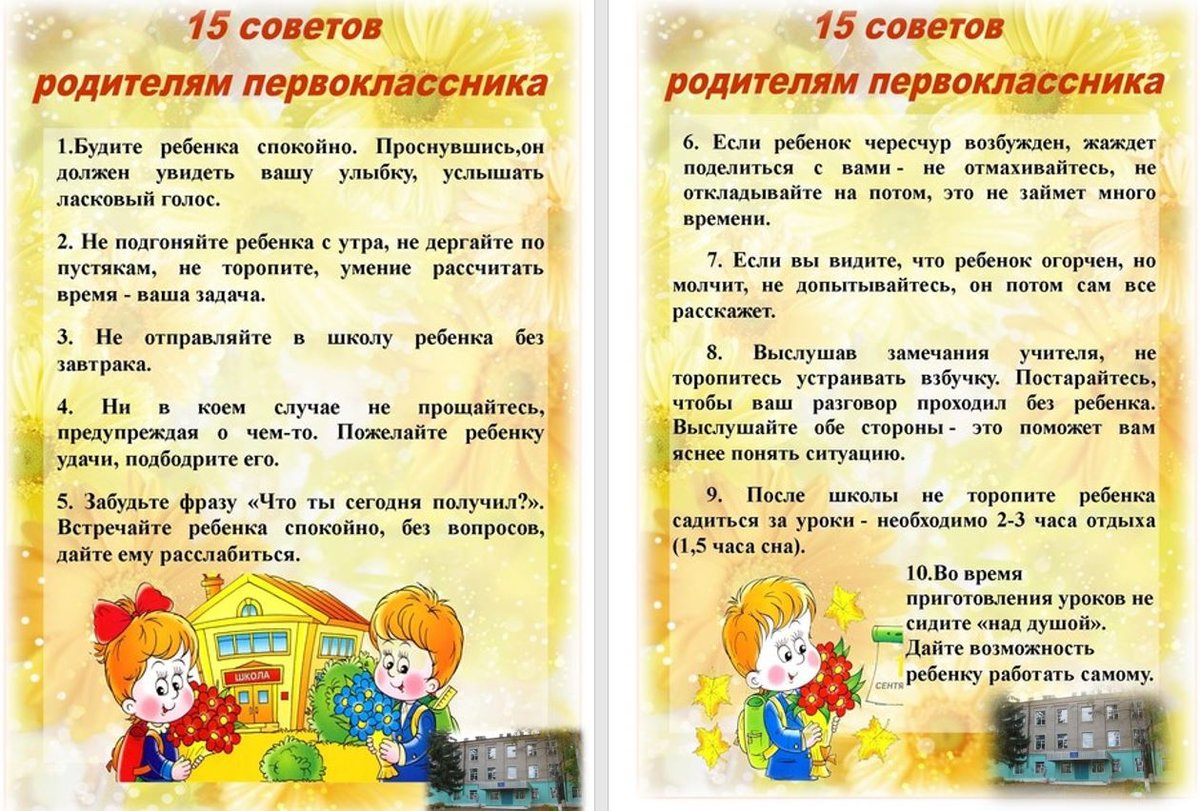 15 советов
родителям первоклассника
1.Будите ребенка спокойно. Проснувшись,он
должен увидеть вашу улыбку, услышать
ласковый голос.
2. Не подгоняйте ребенка с утра, не дергайте по
пустякам, не торопите, умение рассчитать
время - ваша задача.
3. Не отправляйте в школу ребенка без
завтрака.
4. Ни в коем случае не прощайтесь,
предупреждая о чем-то. Пожелайте ребенку
удачи, подбодрите его.
5. Забудьте фразу «Что ты сегодня получил?».
Встречайте ребенка спокойно, без вопросов,
дайте ему расслабиться.
ШКОЛА
15 советов
родителям первоклассника
6. Если ребенок чересчур возбужден, жаждет
поделиться с вами - не отмахивайтесь, не
откладывайте на потом, это не займет много
времени.
7. Если вы видите, что ребенок огорчен, но
молчит, не допытывайтесь, он потом сам все
расскажет.
8. Выслушав замечания учителя, не
торопитесь устраивать взбучку. Постарайтесь,
чтобы ваш разговор проходил без ребенка.
Выслушайте обе стороны - это поможет вам
яснее понять ситуацию.
9. После школы не торопите ребенка
садиться за уроки - необходимо 2-3 часа отдыха
(1,5 часа сна).
10.Во время
приготовления уроков не
сидите «над душой».
Дайте возможность
ребенку работать самому.
СЕНТЯ